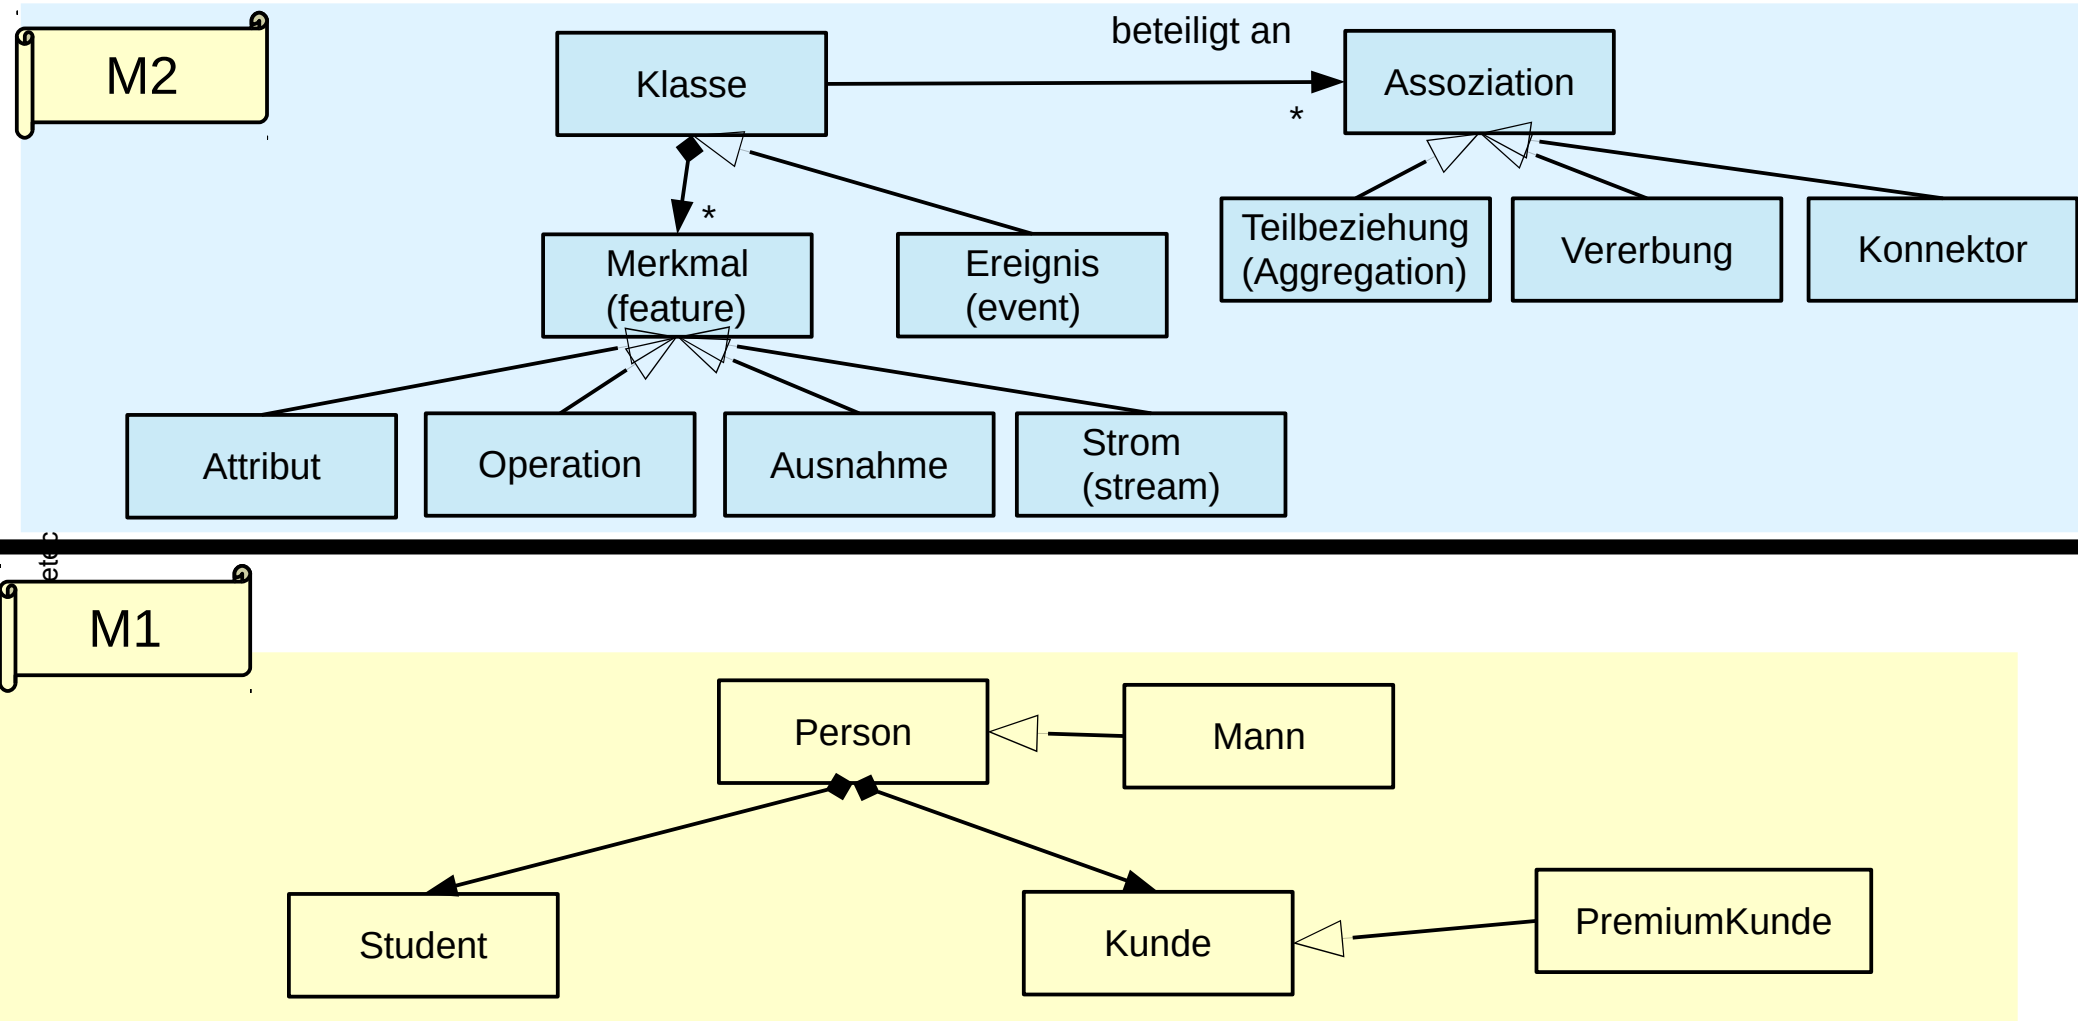 M2
beteiligt an
Klasse
Assoziation
*
*
Merkmal
(feature)
Ereignis
(event)
Teilbeziehung
(Aggregation)
Vererbung
Konnektor
Attribut
Operation
Ausnahme
Strom
(stream)
M1
Person
Mann
Student
Kunde
PremiumKunde